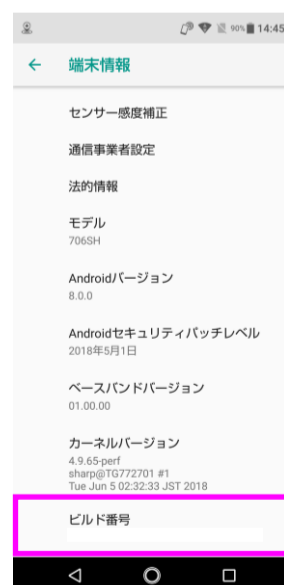 90% 14:45
端末情報
センサー感度補正
通信事業者設定
法的情報
モデル
706SH
Androidバージョン
8.0.0
Androidセキュリティパッチレベル
2018年5月1日
ベースバンドバージョン
01.00.00
カーネルバージョン
4.9.65-perf
sharp@TG772701 #1
Tue Jun 5 02:32:33 JST 2018
ビルド番号